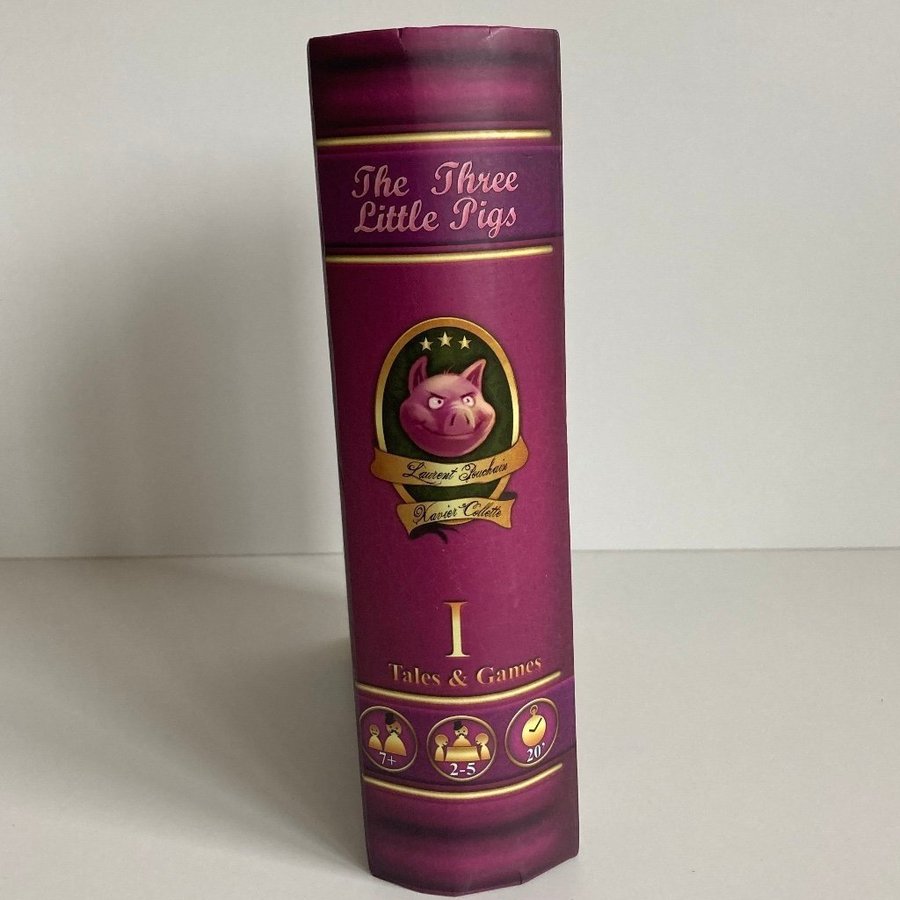 The Three
Little Pigs
Laurent Pouchain
Xavier Collette
I
Tales & Games
7+
2-5
20'